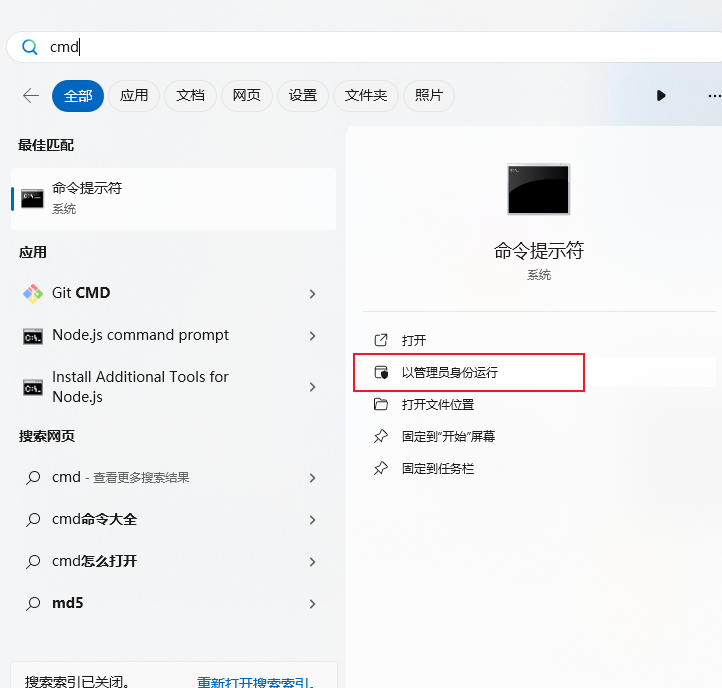 cmd
全部 应用 文档 网页 设置 文件夹 照片
最佳匹配
命令提示符
系统
应用
Git CMD
Node.js command prompt
Install Additional Tools for
Node.js
搜索网页
cmd - 查看更多搜索结果
cmd命令大全
cmd怎么打开
md5
搜索索引已关闭。 重新打开搜索索引。
命令提示符
系统
打开
以管理员身份运行
打开文件位置
固定到“开始”屏幕
固定到任务栏